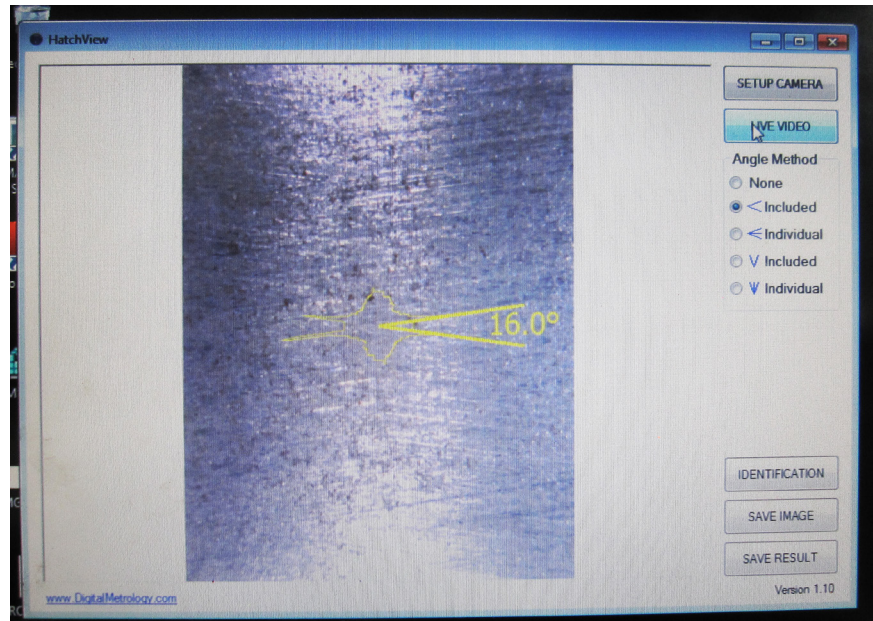 HatchView
SETUP CAMERA
LIVE VIDEO
Angle Method
None
< Included
Individual
V Included
Individual
16.0°
IDENTIFICATION
SAVE IMAGE
SAVE RESULT
www.DigitalMetrology.com
Version 1.10